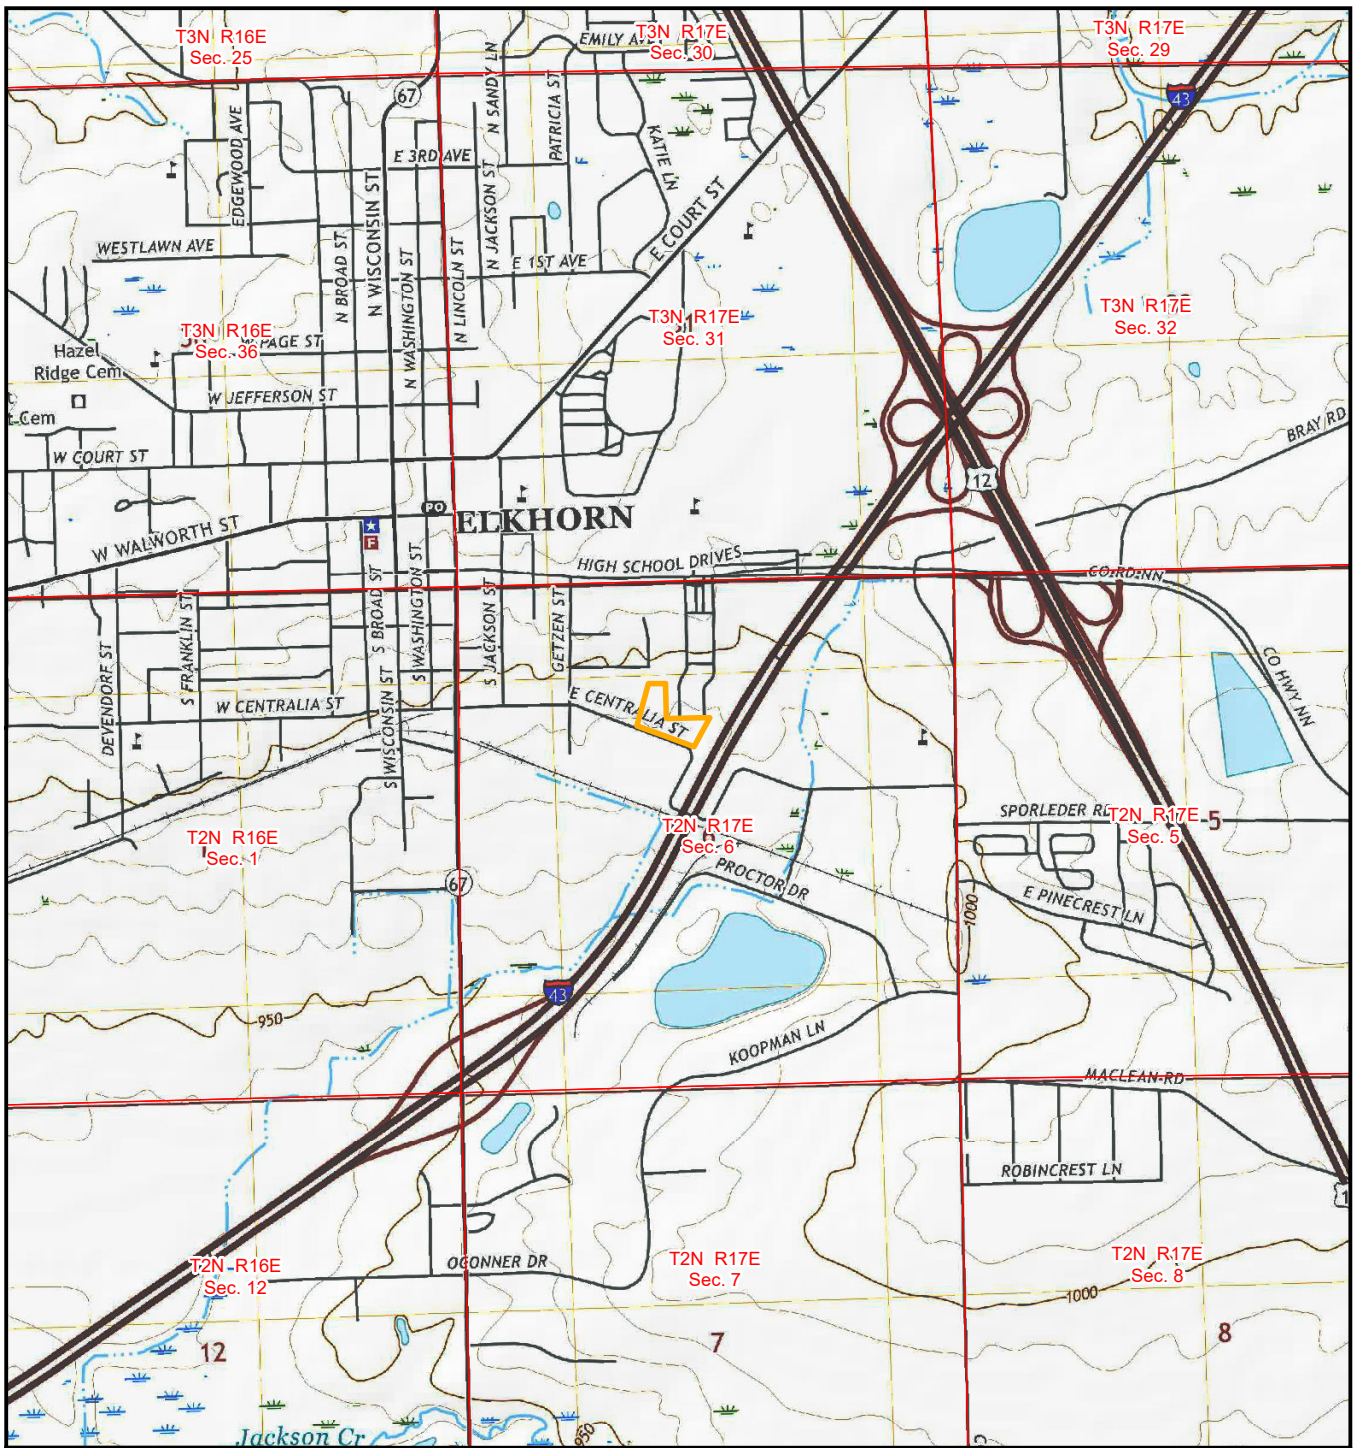 T3N R16E
Sec. 25
EMILY AVE
T3N R17E
Sec. 30
T3N R17E
Sec. 29
67
43
N SANDY LN
PATRICIA ST
KATIE LN
EDGEWOOD AVE
E 3RD AVE
N WISCONSIN ST
N JACKSON ST
E COURT ST
WESTLAWN AVE
N BROAD ST
N WASHINGTON ST
N LINCOLN ST
E 1ST AVE
T3N R16E
Sec. 36
W PAGE ST
T3N R17E
Sec. 31
T3N R17E
Sec. 32
Hazel
Ridge Cem
W JEFFERSON ST
Cem
BRAY RD
W COURT ST
12
PO
ELKHORN
W WALWORTH ST
F
HIGH SCHOOL DRIVES
CO RD NN
DEVENDORF ST
S FRANKLIN ST
S BROAD ST
S WASHINGTON ST
S JACKSON ST
GETZEN ST
CO HWY NN
W CENTRALIA ST
E CENTRALIA ST
S WISCONSIN ST
T2N R16E
Sec. 1
T2N R17E
Sec. 6
SPORLEDER RD
T2N R17E
Sec. 5
5
67
PROCTOR DR
E PINECREST LN
1000
43
950
KOOPMAN LN
MACLEAN RD
ROBINCREST LN
T2N R16E
Sec. 12
OCONNER DR
T2N R17E
Sec. 7
T2N R17E
Sec. 8
1000
12
7
8
Jackson Cr
950